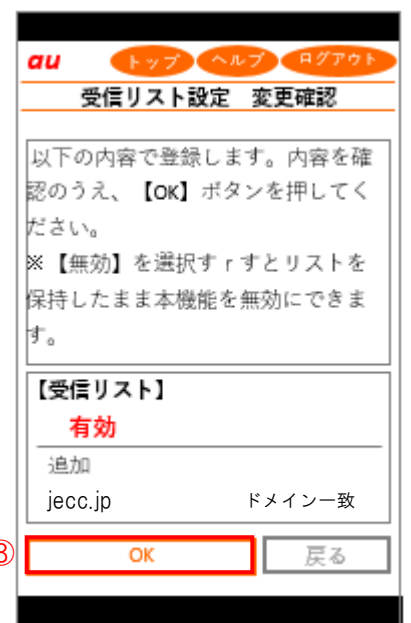 au トップ ヘルプ ログアウト
受信リスト設定 変更確認
以下の内容で登録します。内容を確
認のうえ、【OK】ボタンを押してく
ださい。
※【無効】を選択すrすとリストを
保持したまま本機能を無効にできま
す。
【受信リスト】
有効
追加
jecc.jp ドメイン一致
OK 戻る